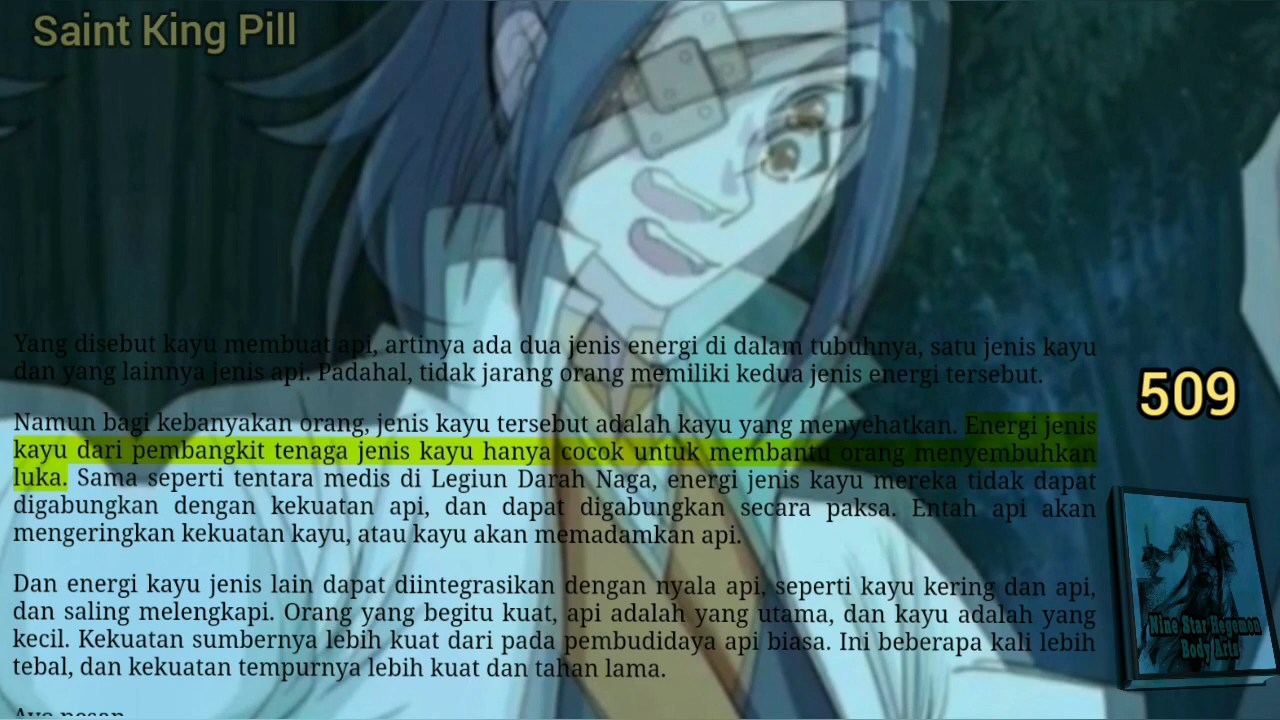 Saint King Pill
Yang disebut kayu membuat api, artinya ada dua jenis energi di dalam tubuhnya, satu jenis kayu
dan yang lainnya jenis api. Padahal, tidak jarang orang memiliki kedua jenis energi tersebut.
509
Namun bagi kebanyakan orang, jenis kayu tersebut adalah kayu yang menyehatkan. Energi jenis
kayu dari pembangkit tenaga jenis kayu hanya cocok untuk membantu orang menyembuhkan
luka. Sama seperti tentara medis di Legiun Darah Naga, energi jenis kayu mereka tidak dapat
digabungkan dengan kekuatan api, dan dapat digabungkan secara paksa. Entah api akan
mengeringkan kekuatan kayu, atau kayu akan memadamkan api.
Dan energi kayu jenis lain dapat diintegrasikan dengan nyala api, seperti kayu kering dan api,
dan saling melengkapi. Orang yang begitu kuat, api adalah yang utama, dan kayu adalah yang
kecil. Kekuatan sumbernya lebih kuat dari pada pembudidaya api biasa. Ini beberapa kali lebih
tebal, dan kekuatan tempurnya lebih kuat dan tahan lama.
Nine Star Hegemon
Body Arts